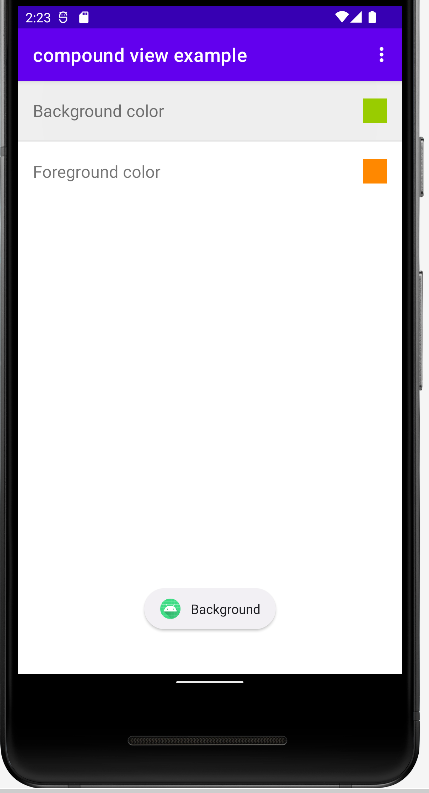 2:23
compound view example
Background color
Foreground color
Background